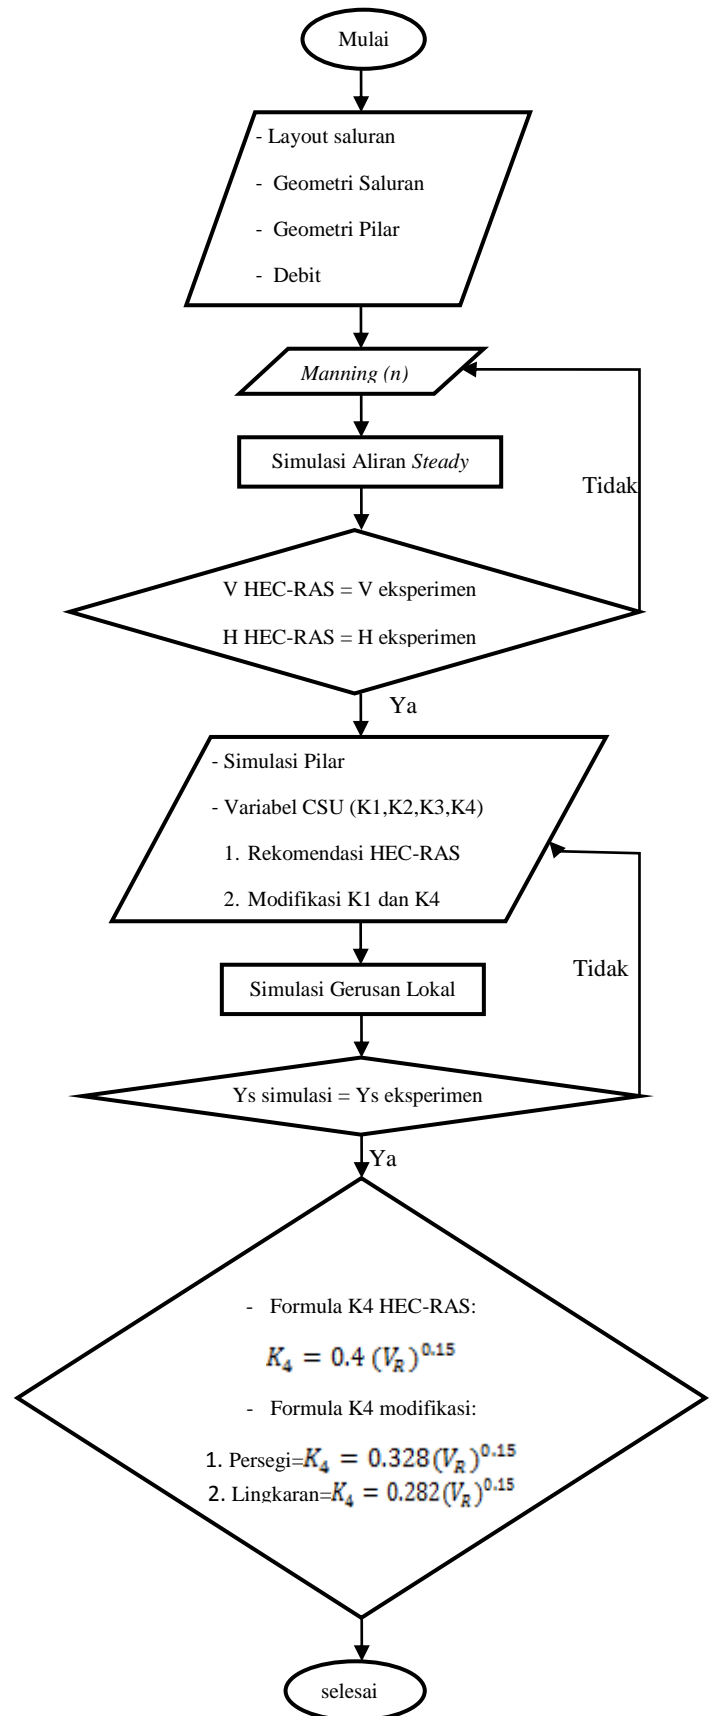 Mulai
- Layout saluran
- Geometri Saluran
- Geometri Pilar
- Debit
Manning (n)
Simulasi Aliran Steady
Tidak
V HEC-RAS = V eksperimen
H HEC-RAS = H eksperimen
Ya
- Simulasi Pilar
- Variabel CSU (K1,K2,K3,K4)
1. Rekomendasi HEC-RAS
2. Modifikasi K1 dan K4
Tidak
Simulasi Gerusan Lokal
Ys simulasi = Ys eksperimen
Ya
- Formula K4 HEC-RAS:
K₄ = 0.4 (V_R)^0.15
- Formula K4 modifikasi:
1. Persegi=K₄ = 0.328(V_R)^0.15
2. Lingkaran=K₄ = 0.282(V_R)^0.15
selesai